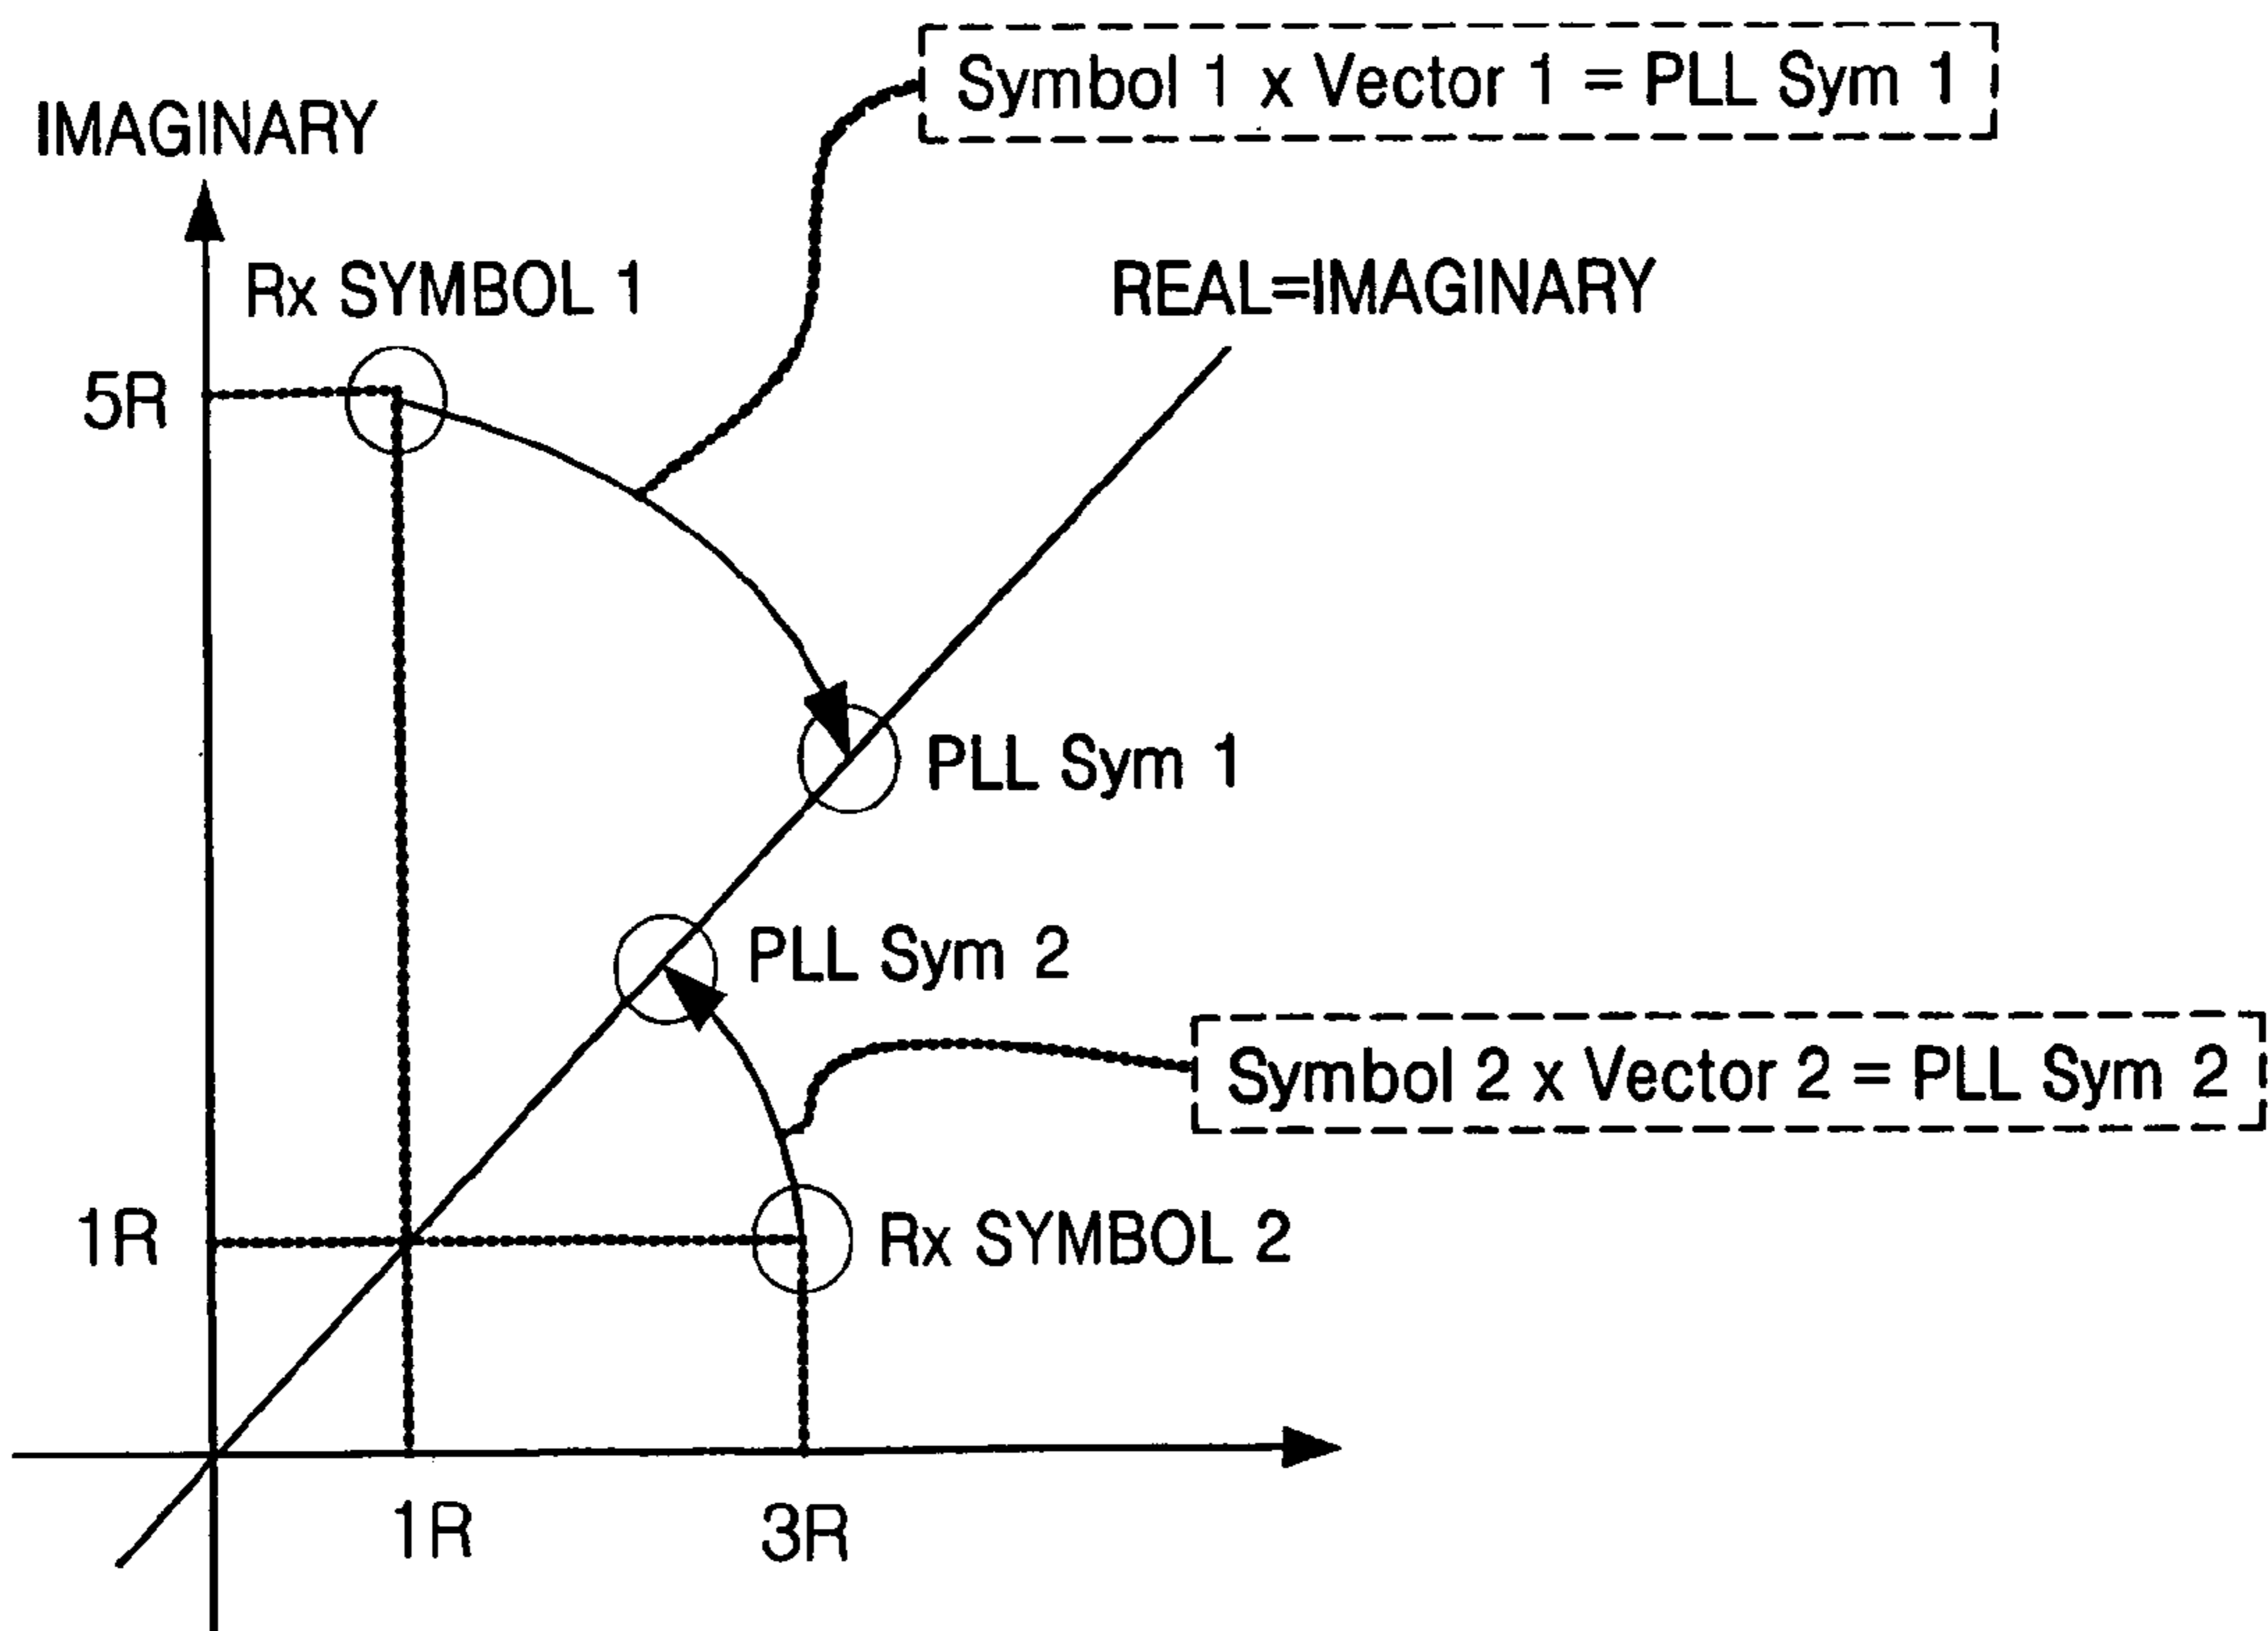 Symbol 1 x Vector 1 = PLL Sym 1
IMAGINARY
Rx SYMBOL 1
REAL=IMAGINARY
5R
PLL Sym 1
PLL Sym 2
Symbol 2 x Vector 2 = PLL Sym 2
1R
Rx SYMBOL 2
1R
3R